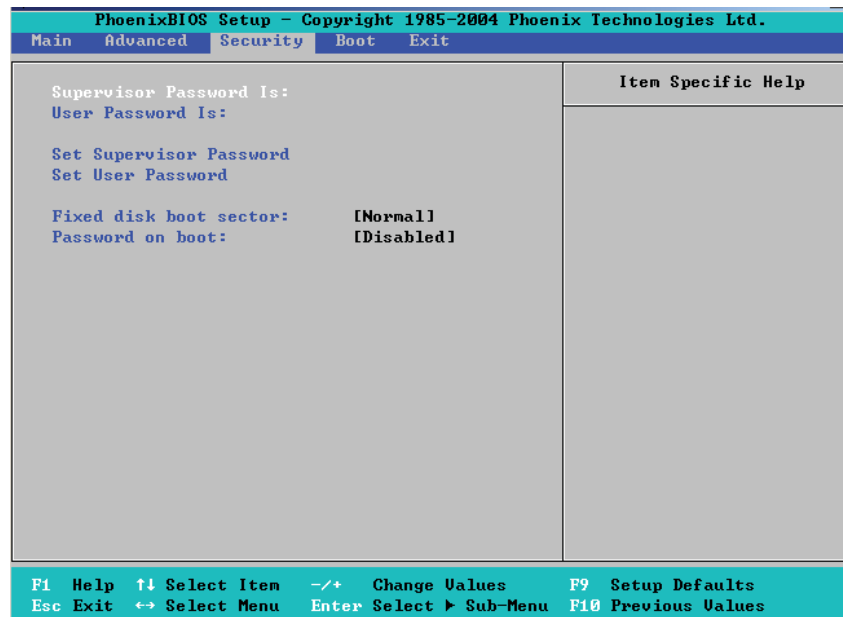 PhoenixBIOS Setup - Copyright 1985-2004 Phoenix Technologies Ltd.
Main Advanced Security Boot Exit
Supervisor Password Is:
User Password Is:
Set Supervisor Password
Set User Password
Fixed disk boot sector: [Normal]
Password on boot: [Disabled]
Item Specific Help
F1 Help ↑↓ Select Item -/+ Change Values F9 Setup Defaults
Esc Exit ↔ Select Menu Enter Select ▶ Sub-Menu F10 Previous Values